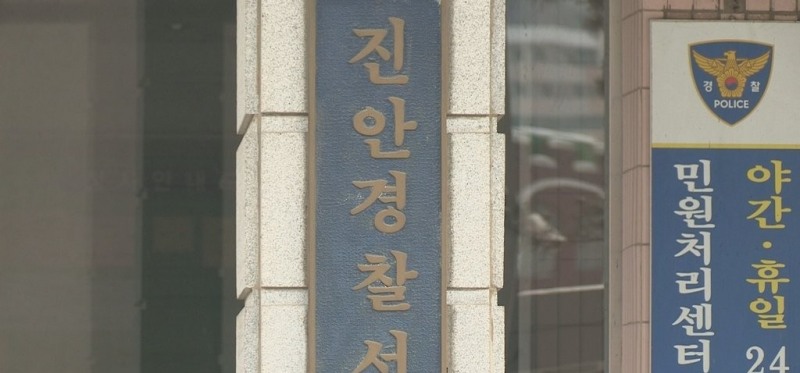 진안경찰서
경찰
POLICE
야간·휴일
24
민원처리센터